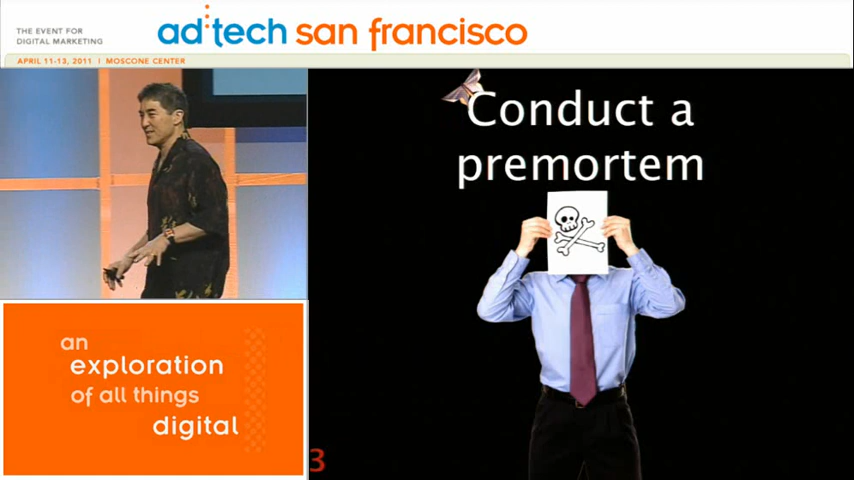 THE EVENT FOR
DIGITAL MARKETING
ad:tech san francisco
APRIL 11-13, 2011 | MOSCONE CENTER
Conduct a
premortem
an
exploration
of all things
digital
3